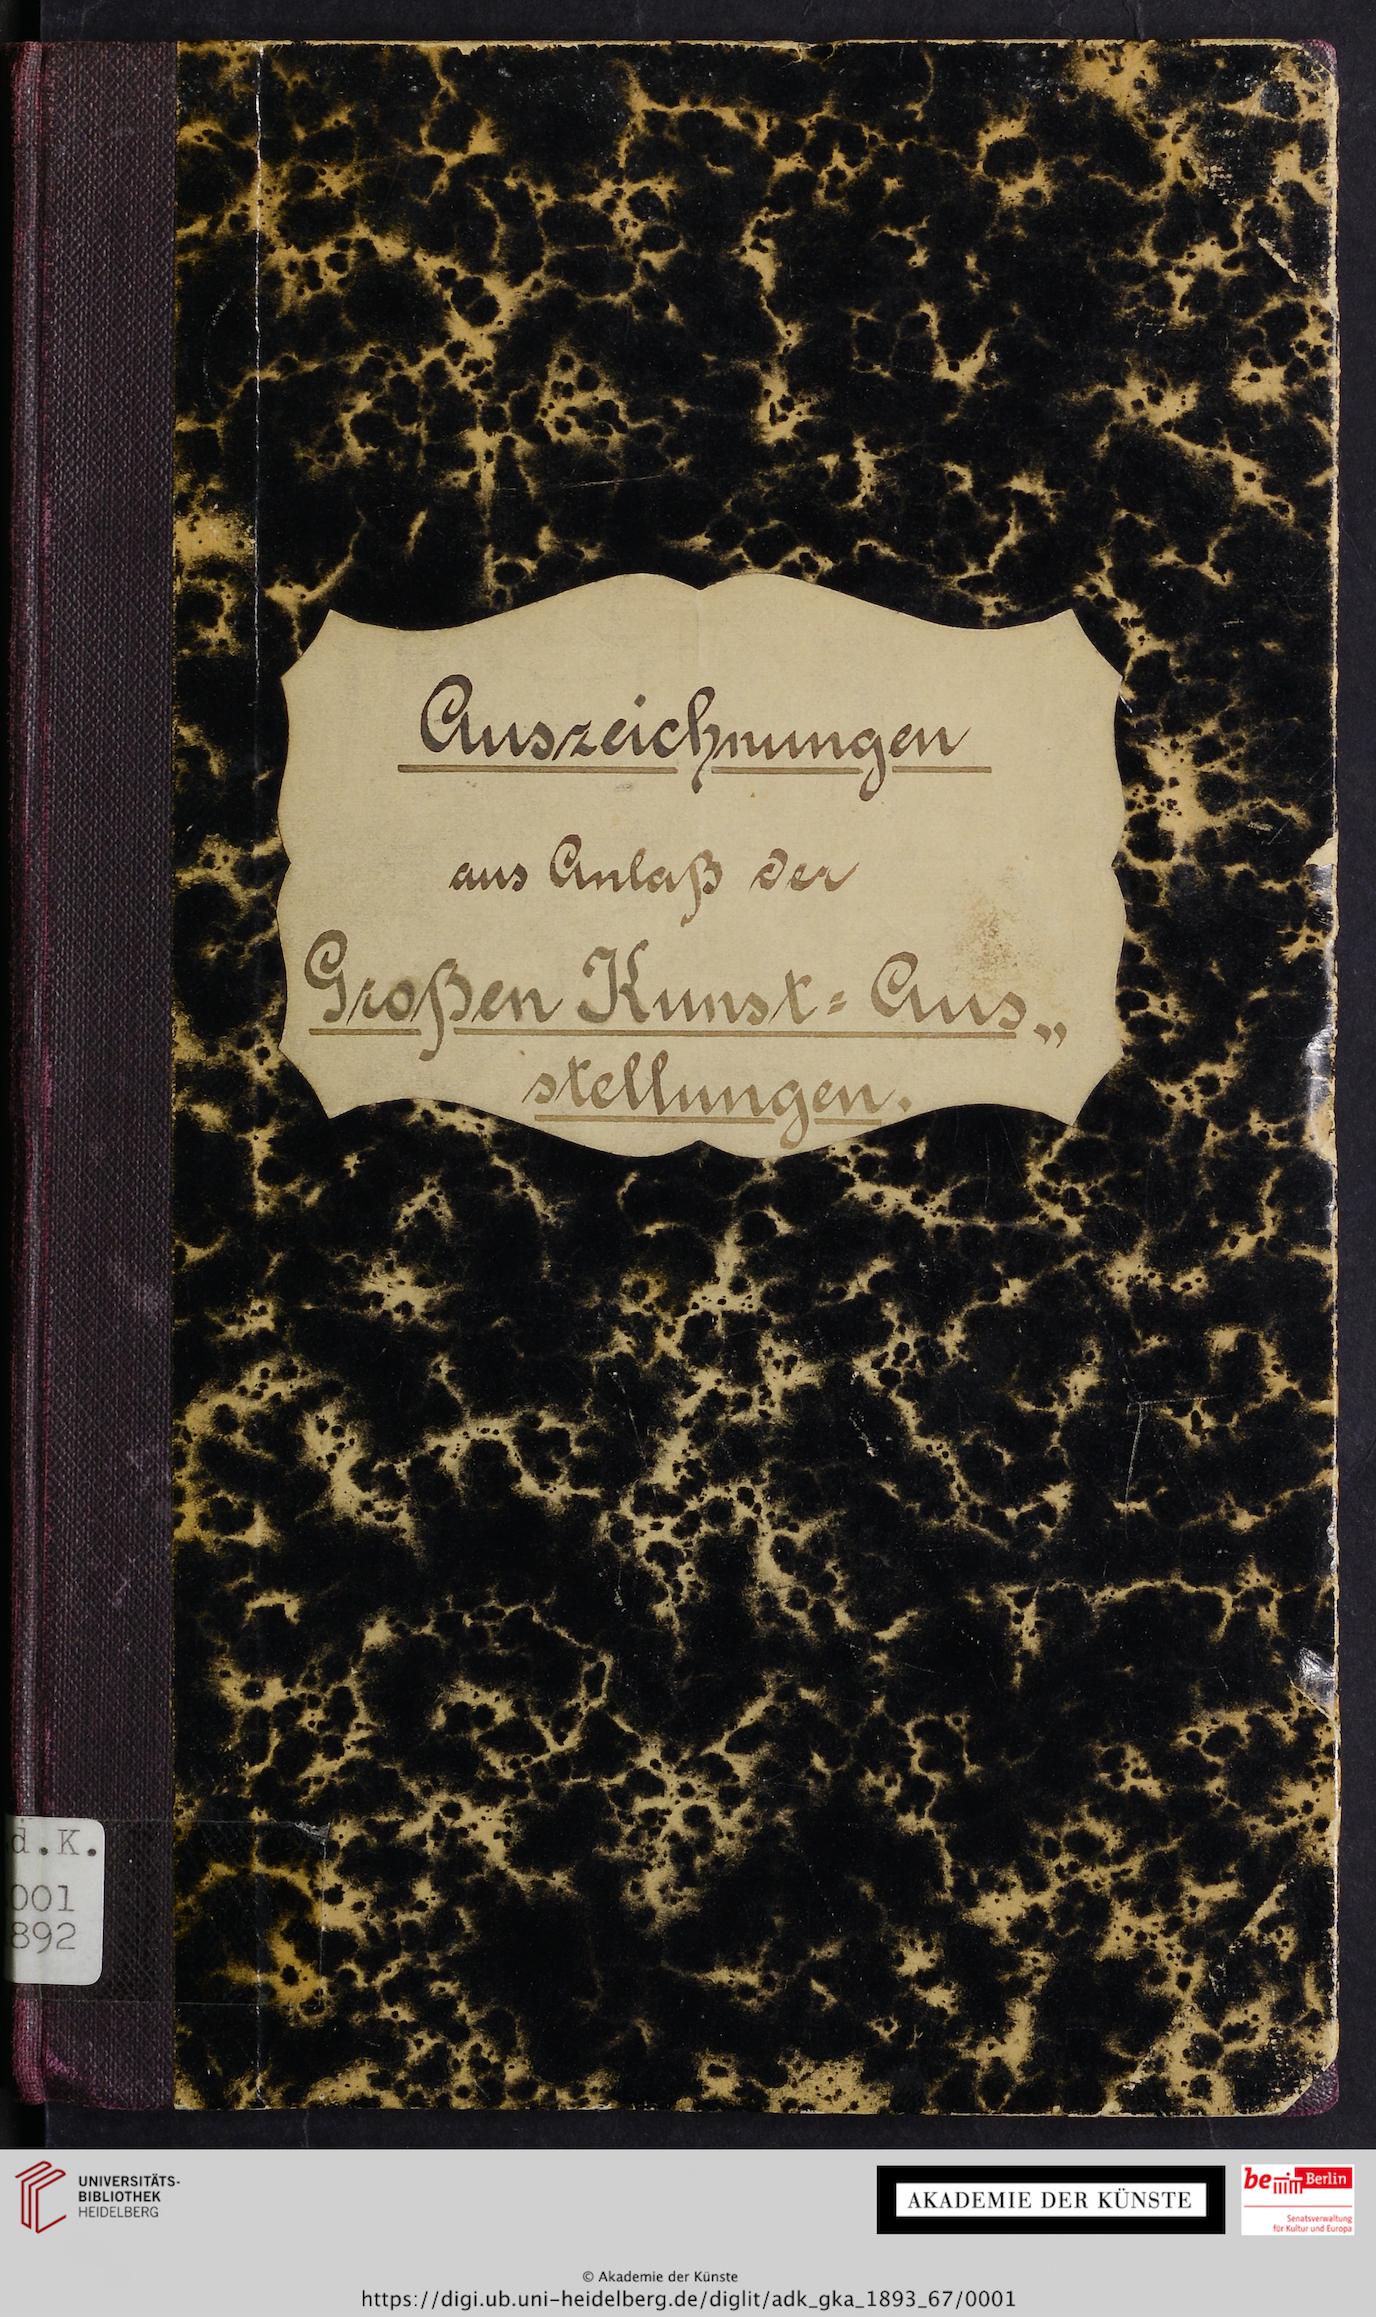 Auszeichnungen
aus Anlaß der
Großen Kunst= Aus„
stellungen.
d.K.
001
892
UNIVERSITÄTS-
BIBLIOTHEK
HEIDELBERG
AKADEMIE DER KÜNSTE
be Berlin
Senatsverwaltung
für Kultur und Europa
© Akademie der Künste
https://digi.ub.uni-heidelberg.de/diglit/adk_gka_1893_67/0001